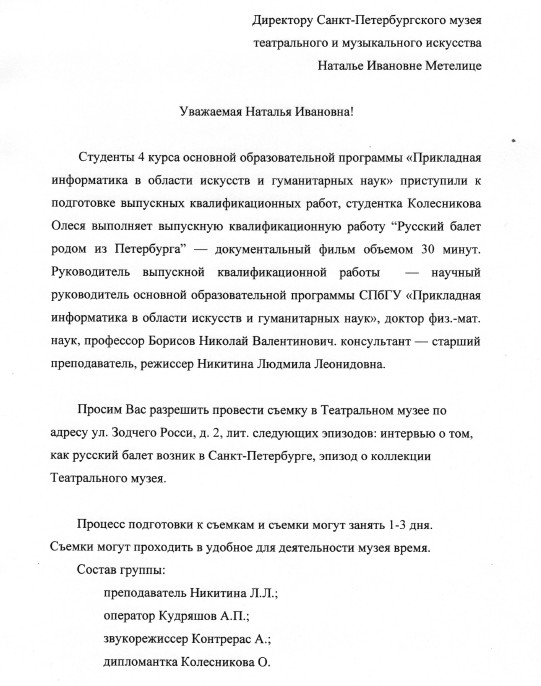 Директору Санкт-Петербургского музея
театрального и музыкального искусства
Наталье Ивановне Метелице
Уважаемая Наталья Ивановна!
Студенты 4 курса основной образовательной программы «Прикладная
информатика в области искусств и гуманитарных наук» приступили к
подготовке выпускных квалификационных работ, студентка Колесникова
Олеся выполняет выпускную квалификационную работу “Русский балет
родом из Петербурга” — документальный фильм объемом 30 минут.
Руководитель выпускной квалификационной работы — научный
руководитель основной образовательной программы СПбГУ «Прикладная
информатика в области искусств и гуманитарных наук», доктор физ.-мат.
наук, профессор Борисов Николай Валентинович. консультант — старший
преподаватель, режиссер Никитина Людмила Леонидовна.
Просим Вас разрешить провести съемку в Театральном музее по
адресу ул. Зодчего Росси, д. 2, лит. следующих эпизодов: интервью о том,
как русский балет возник в Санкт-Петербурге, эпизод о коллекции
Театрального музея.
Процесс подготовки к съемкам и съемки могут занять 1-3 дня.
Съемки могут проходить в удобное для деятельности музея время.
Состав группы:
преподаватель Никитина Л.Л.;
оператор Кудряшов А.П.;
звукорежиссер Контрерас А.;
дипломантка Колесникова О.